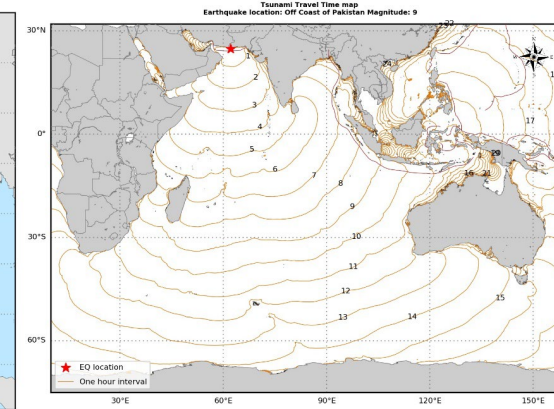 Tsunami Travel Time map
Earthquake location: Off Coast of Pakistan Magnitude: 9
30°N
0°
30°S
60°S
1
2
3
4
5
6
7
8
9
10
11
12
13
14
15
16
21
17
24
EQ location
One hour interval
30°E
60°E
90°E
120°E
150°E